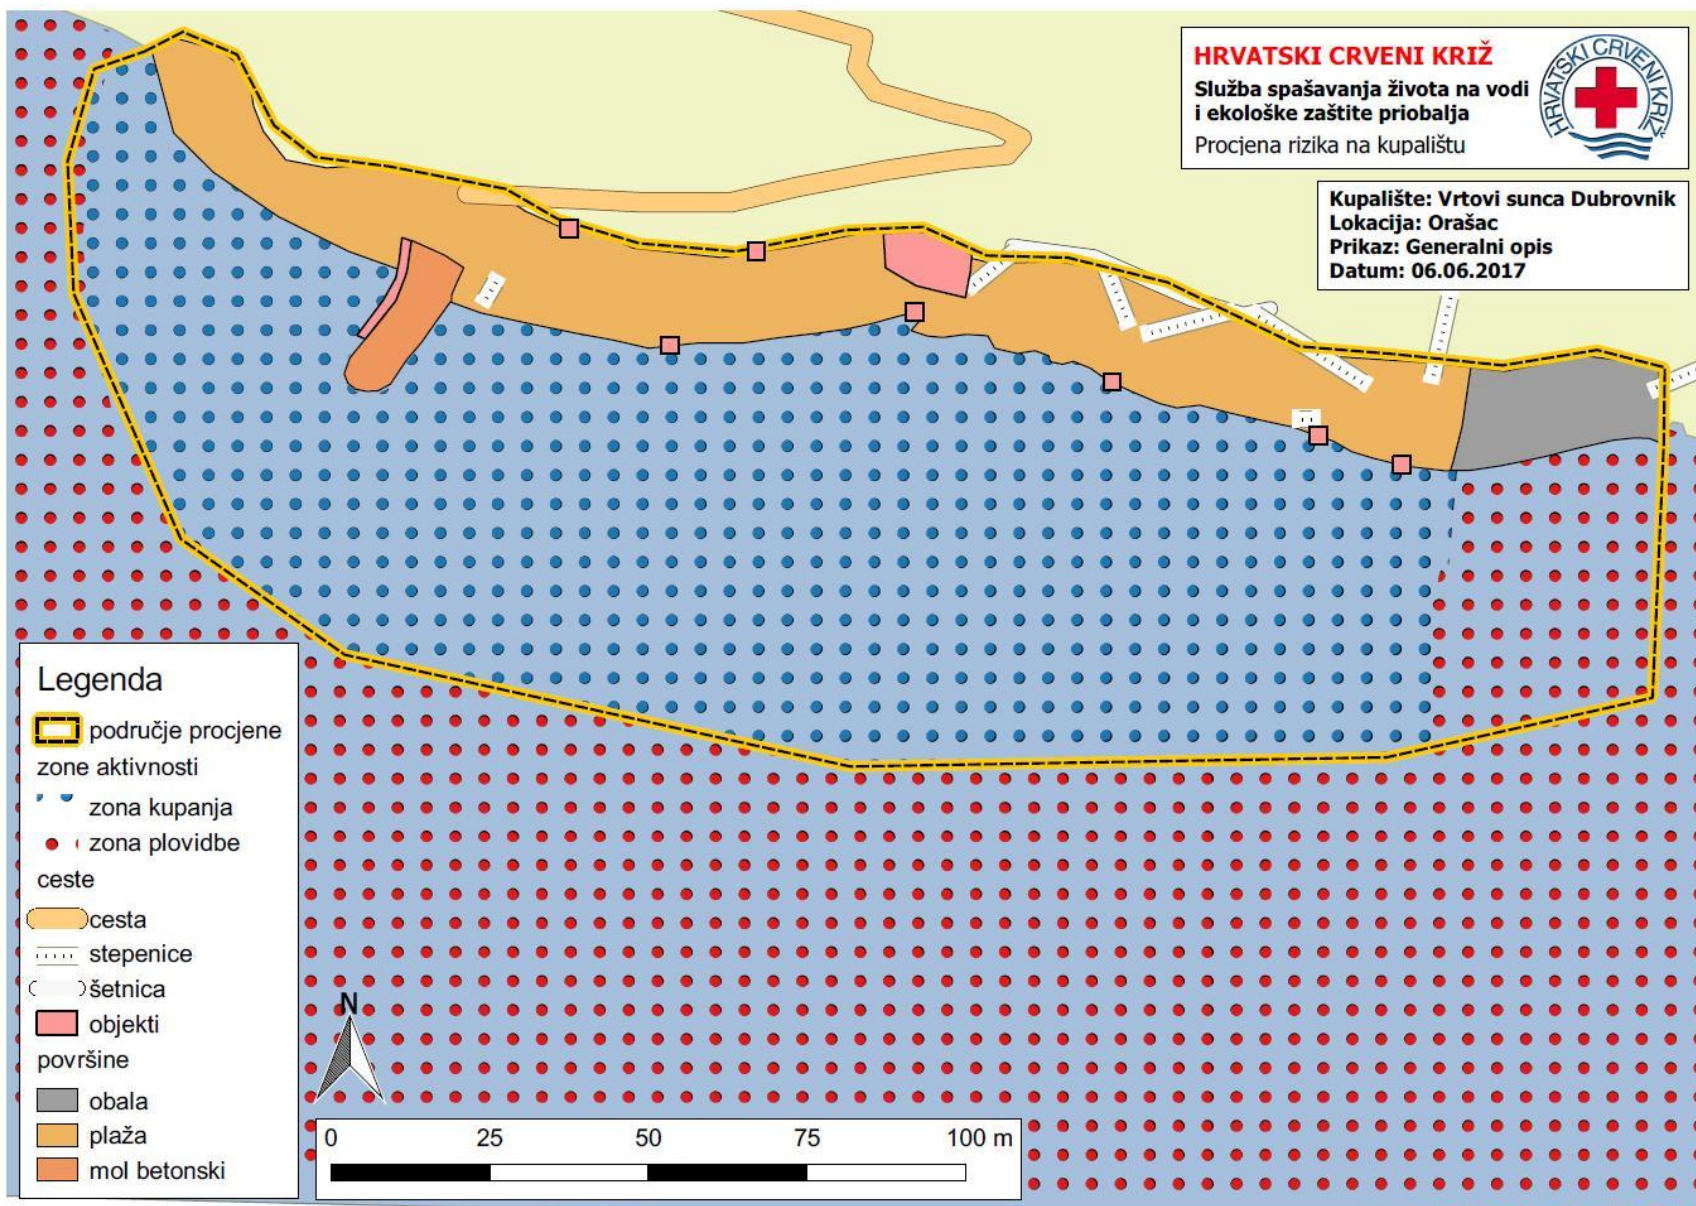 HRVATSKI CRVENI KRIŽ
Služba spašavanja života na vodi
i ekološke zaštite priobalja
Procjena rizika na kupalištu
HRVATSKI CRVENI KRIŽ
Kupalište: Vrtovi sunca Dubrovnik
Lokacija: Orašac
Prikaz: Generalni opis
Datum: 06.06.2017
Legenda
područje procjene
zone aktivnosti
zona kupanja
zona plovidbe
ceste
cesta
stepenice
šetnica
objekti
površine
obala
plaža
mol betonski
N
0 25 50 75 100 m